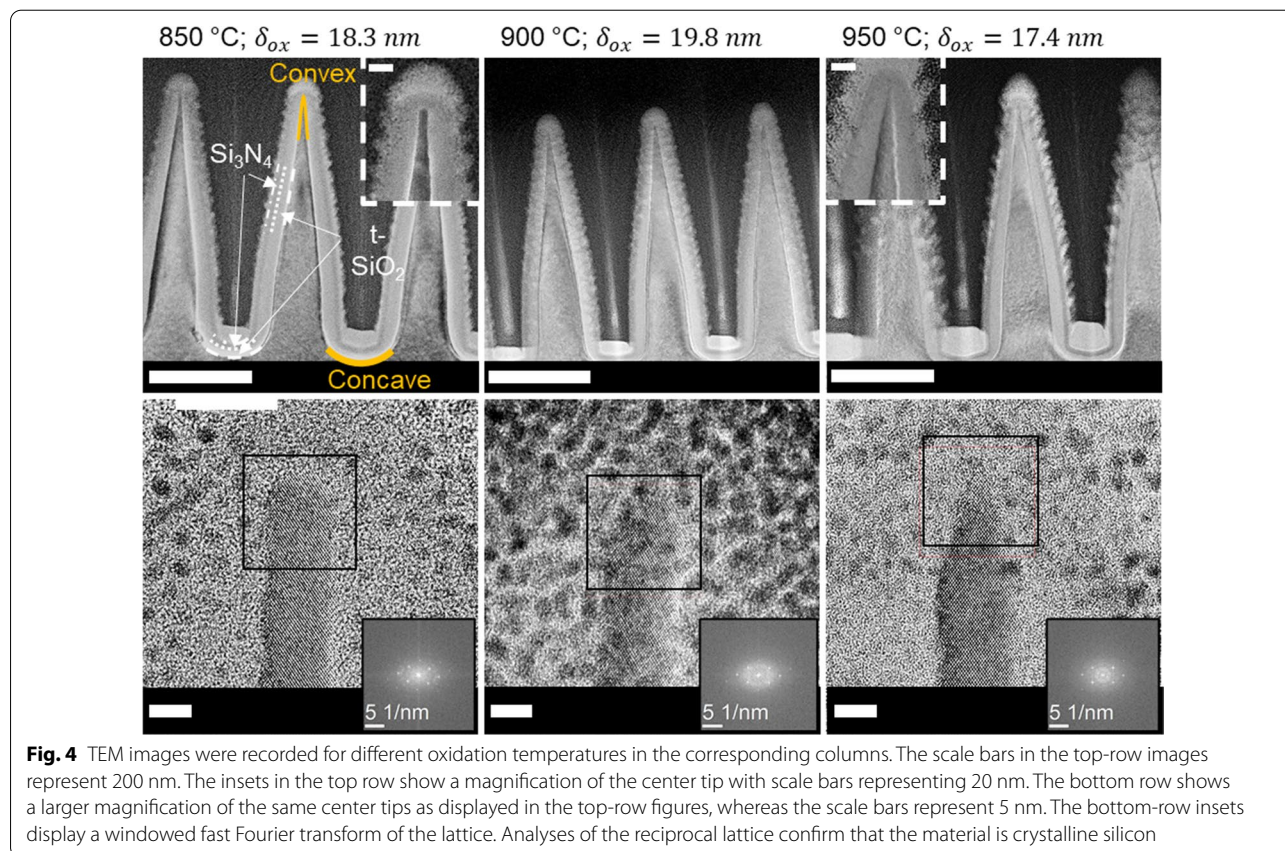 850 °C; δox = 18.3 nm
900 °C; δox = 19.8 nm
950 °C; δox = 17.4 nm
Convex
Si3N4
t-
SiO2
Concave
5 1/nm
5 1/nm
5 1/nm
Fig. 4 TEM images were recorded for different oxidation temperatures in the corresponding columns. The scale bars in the top-row images
represent 200 nm. The insets in the top row show a magnification of the center tip with scale bars representing 20 nm. The bottom row shows
a larger magnification of the same center tips as displayed in the top-row figures, whereas the scale bars represent 5 nm. The bottom-row insets
display a windowed fast Fourier transform of the lattice. Analyses of the reciprocal lattice confirm that the material is crystalline silicon